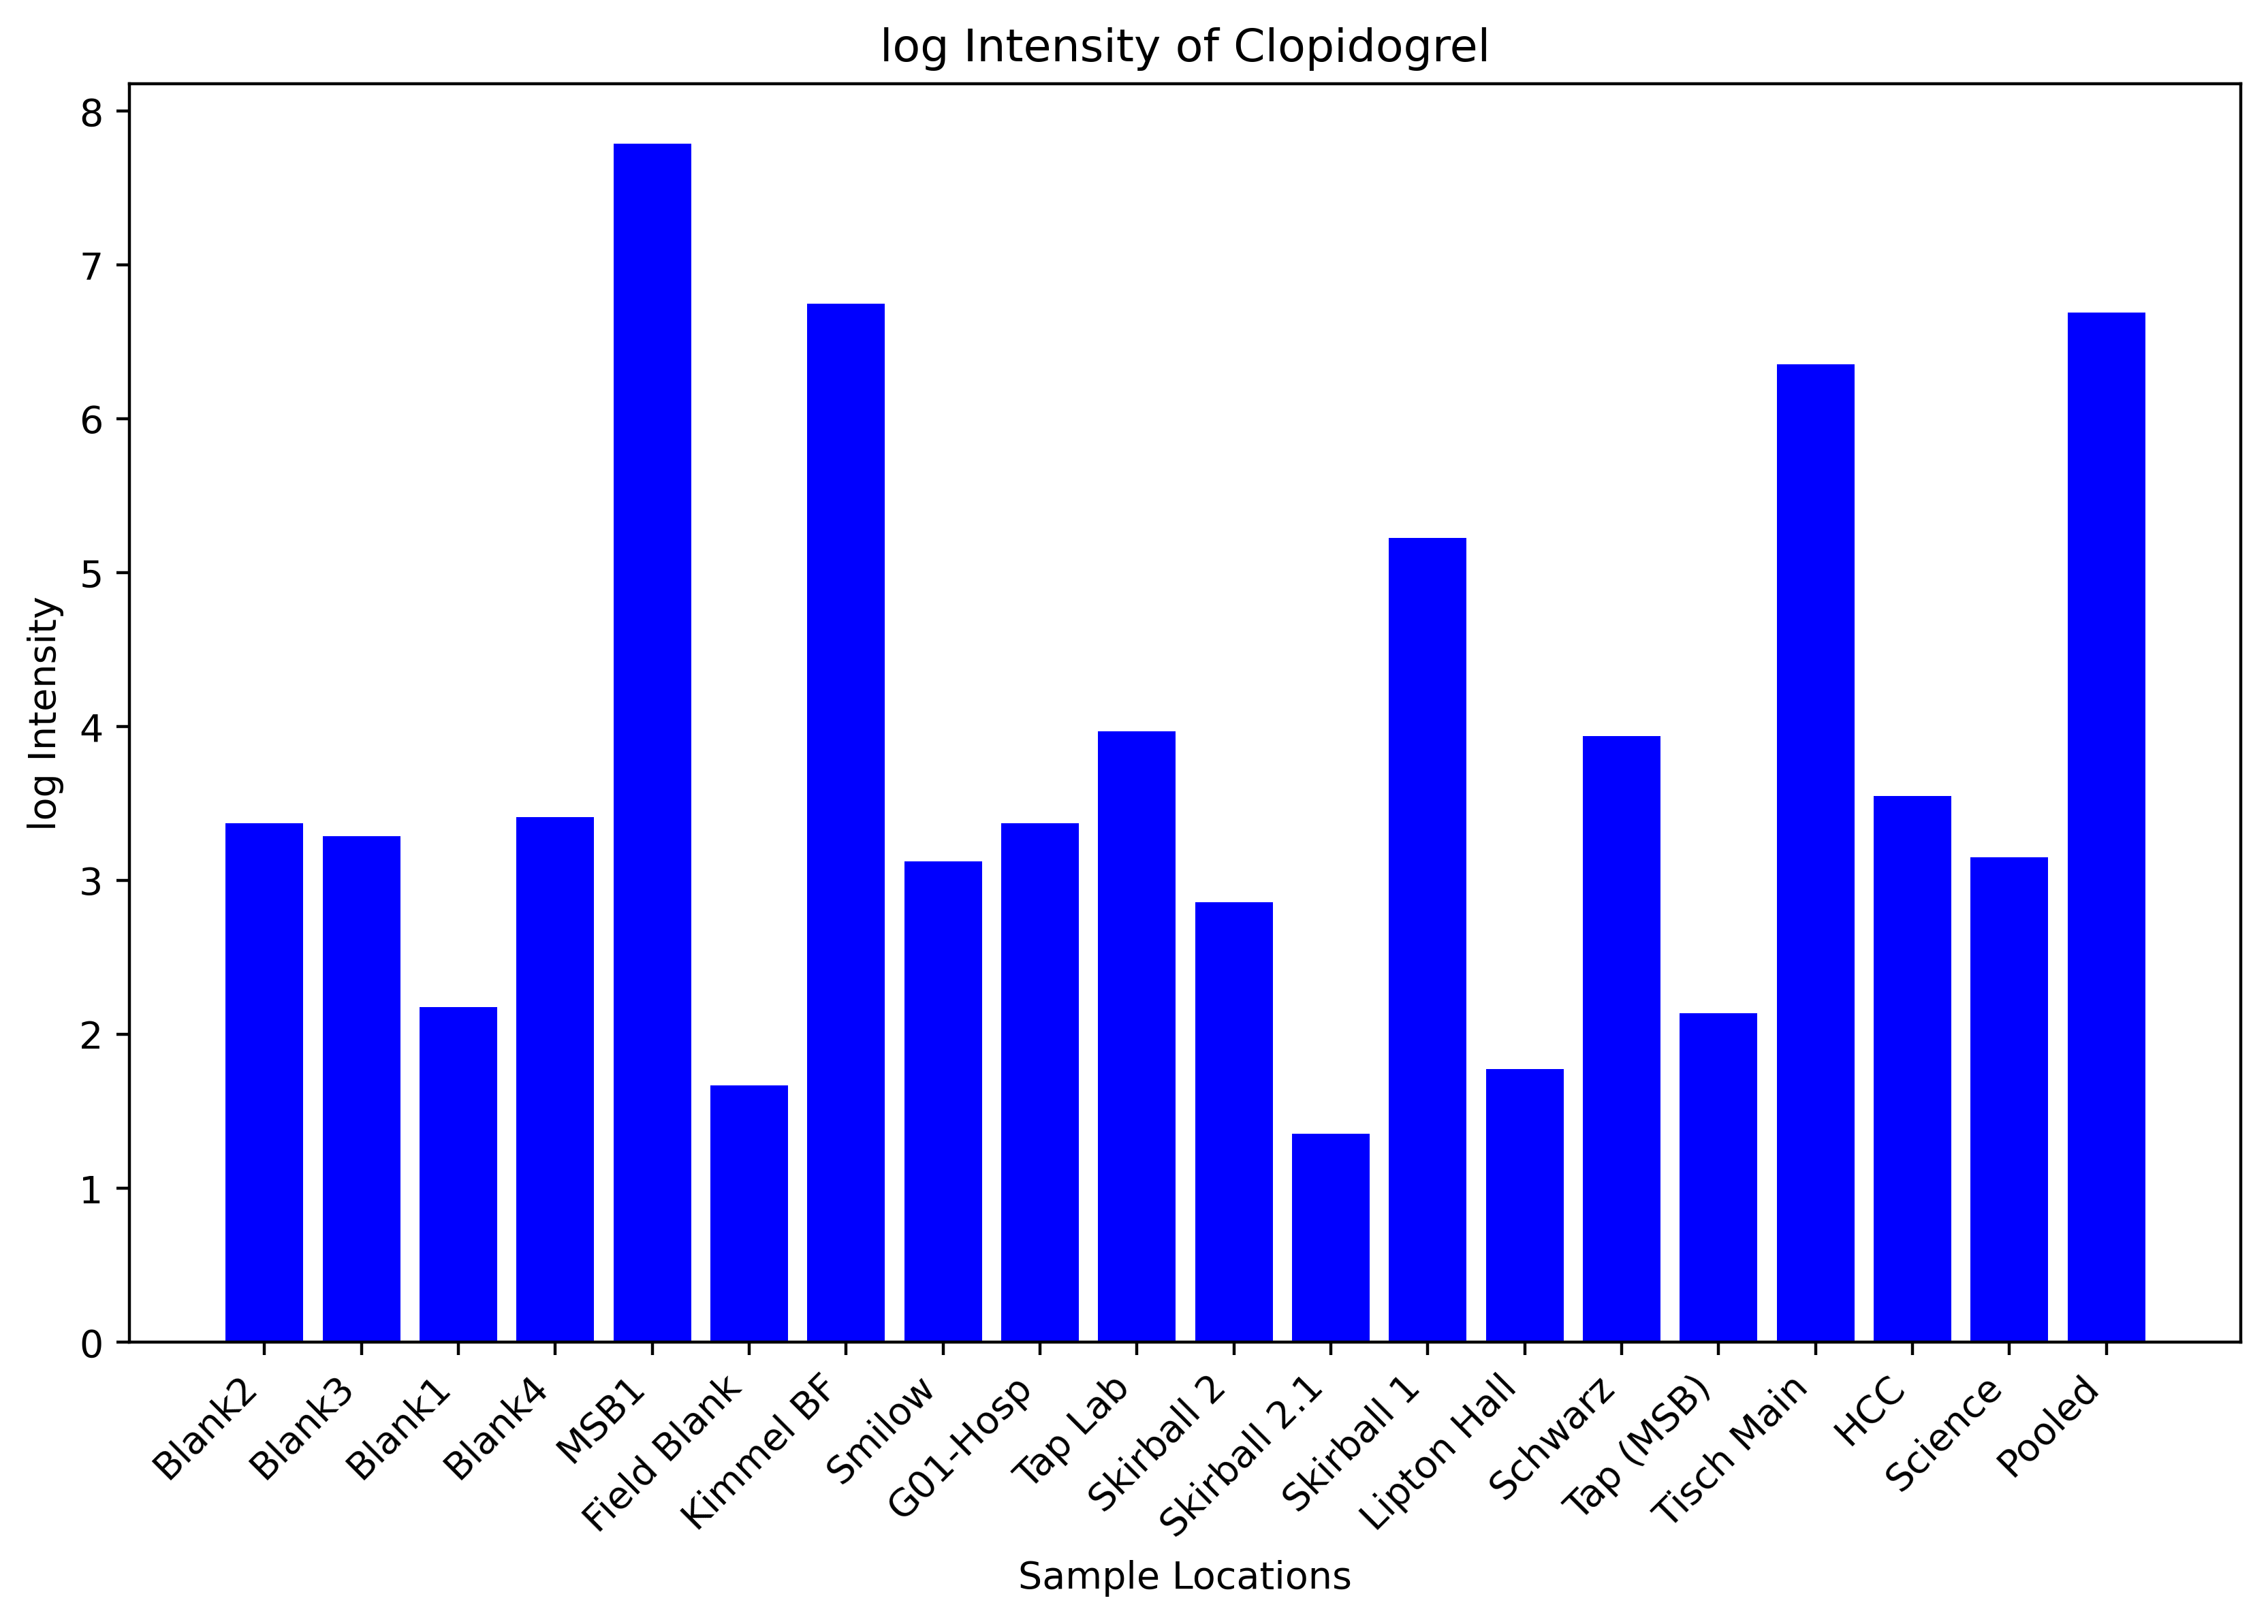 log Intensity of Clopidogrel
log Intensity
8
7
6
5
4
3
2
1
0
Blank2
Blank3
Blank1
Blank4
MSB1
Field Blank
Kimmel BF
Smilow
G01-Hosp
Tap Lab
Skirball 2
Skirball 2.1
Skirball 1
Lipton Hall
Schwarz
Tap (MSB)
Tisch Main
HCC
Science
Pooled
Sample Locations